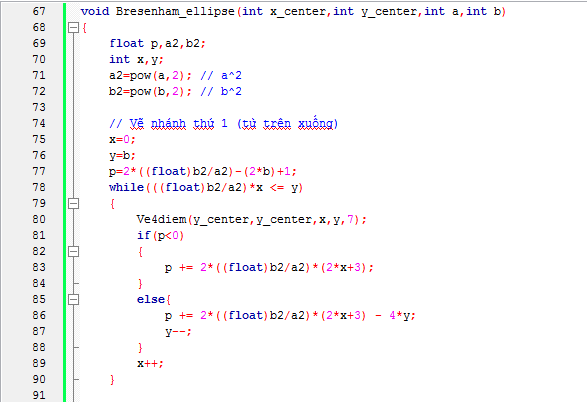 67 void Bresenham_ellipse(int x_center,int y_center,int a,int b)
68 {
69 float p,a2,b2;
70 int x,y;
71 a2=pow(a,2); // a^2
72 b2=pow(b,2); // b^2
73
74 // Vẽ nhánh thứ 1 (từ trên xuống)
75 x=0;
76 y=b;
77 p=2*((float)b2/a2)-(2*b)+1;
78 while(((float)b2/a2)*x <= y)
79 {
80 Ve4diem(y_center,y_center,x,y,7);
81 if(p<0)
82 {
83 p += 2*((float)b2/a2)*(2*x+3);
84 }
85 else{
86 p += 2*((float)b2/a2)*(2*x+3) - 4*y;
87 y--;
88 }
89 x++;
90 }
91